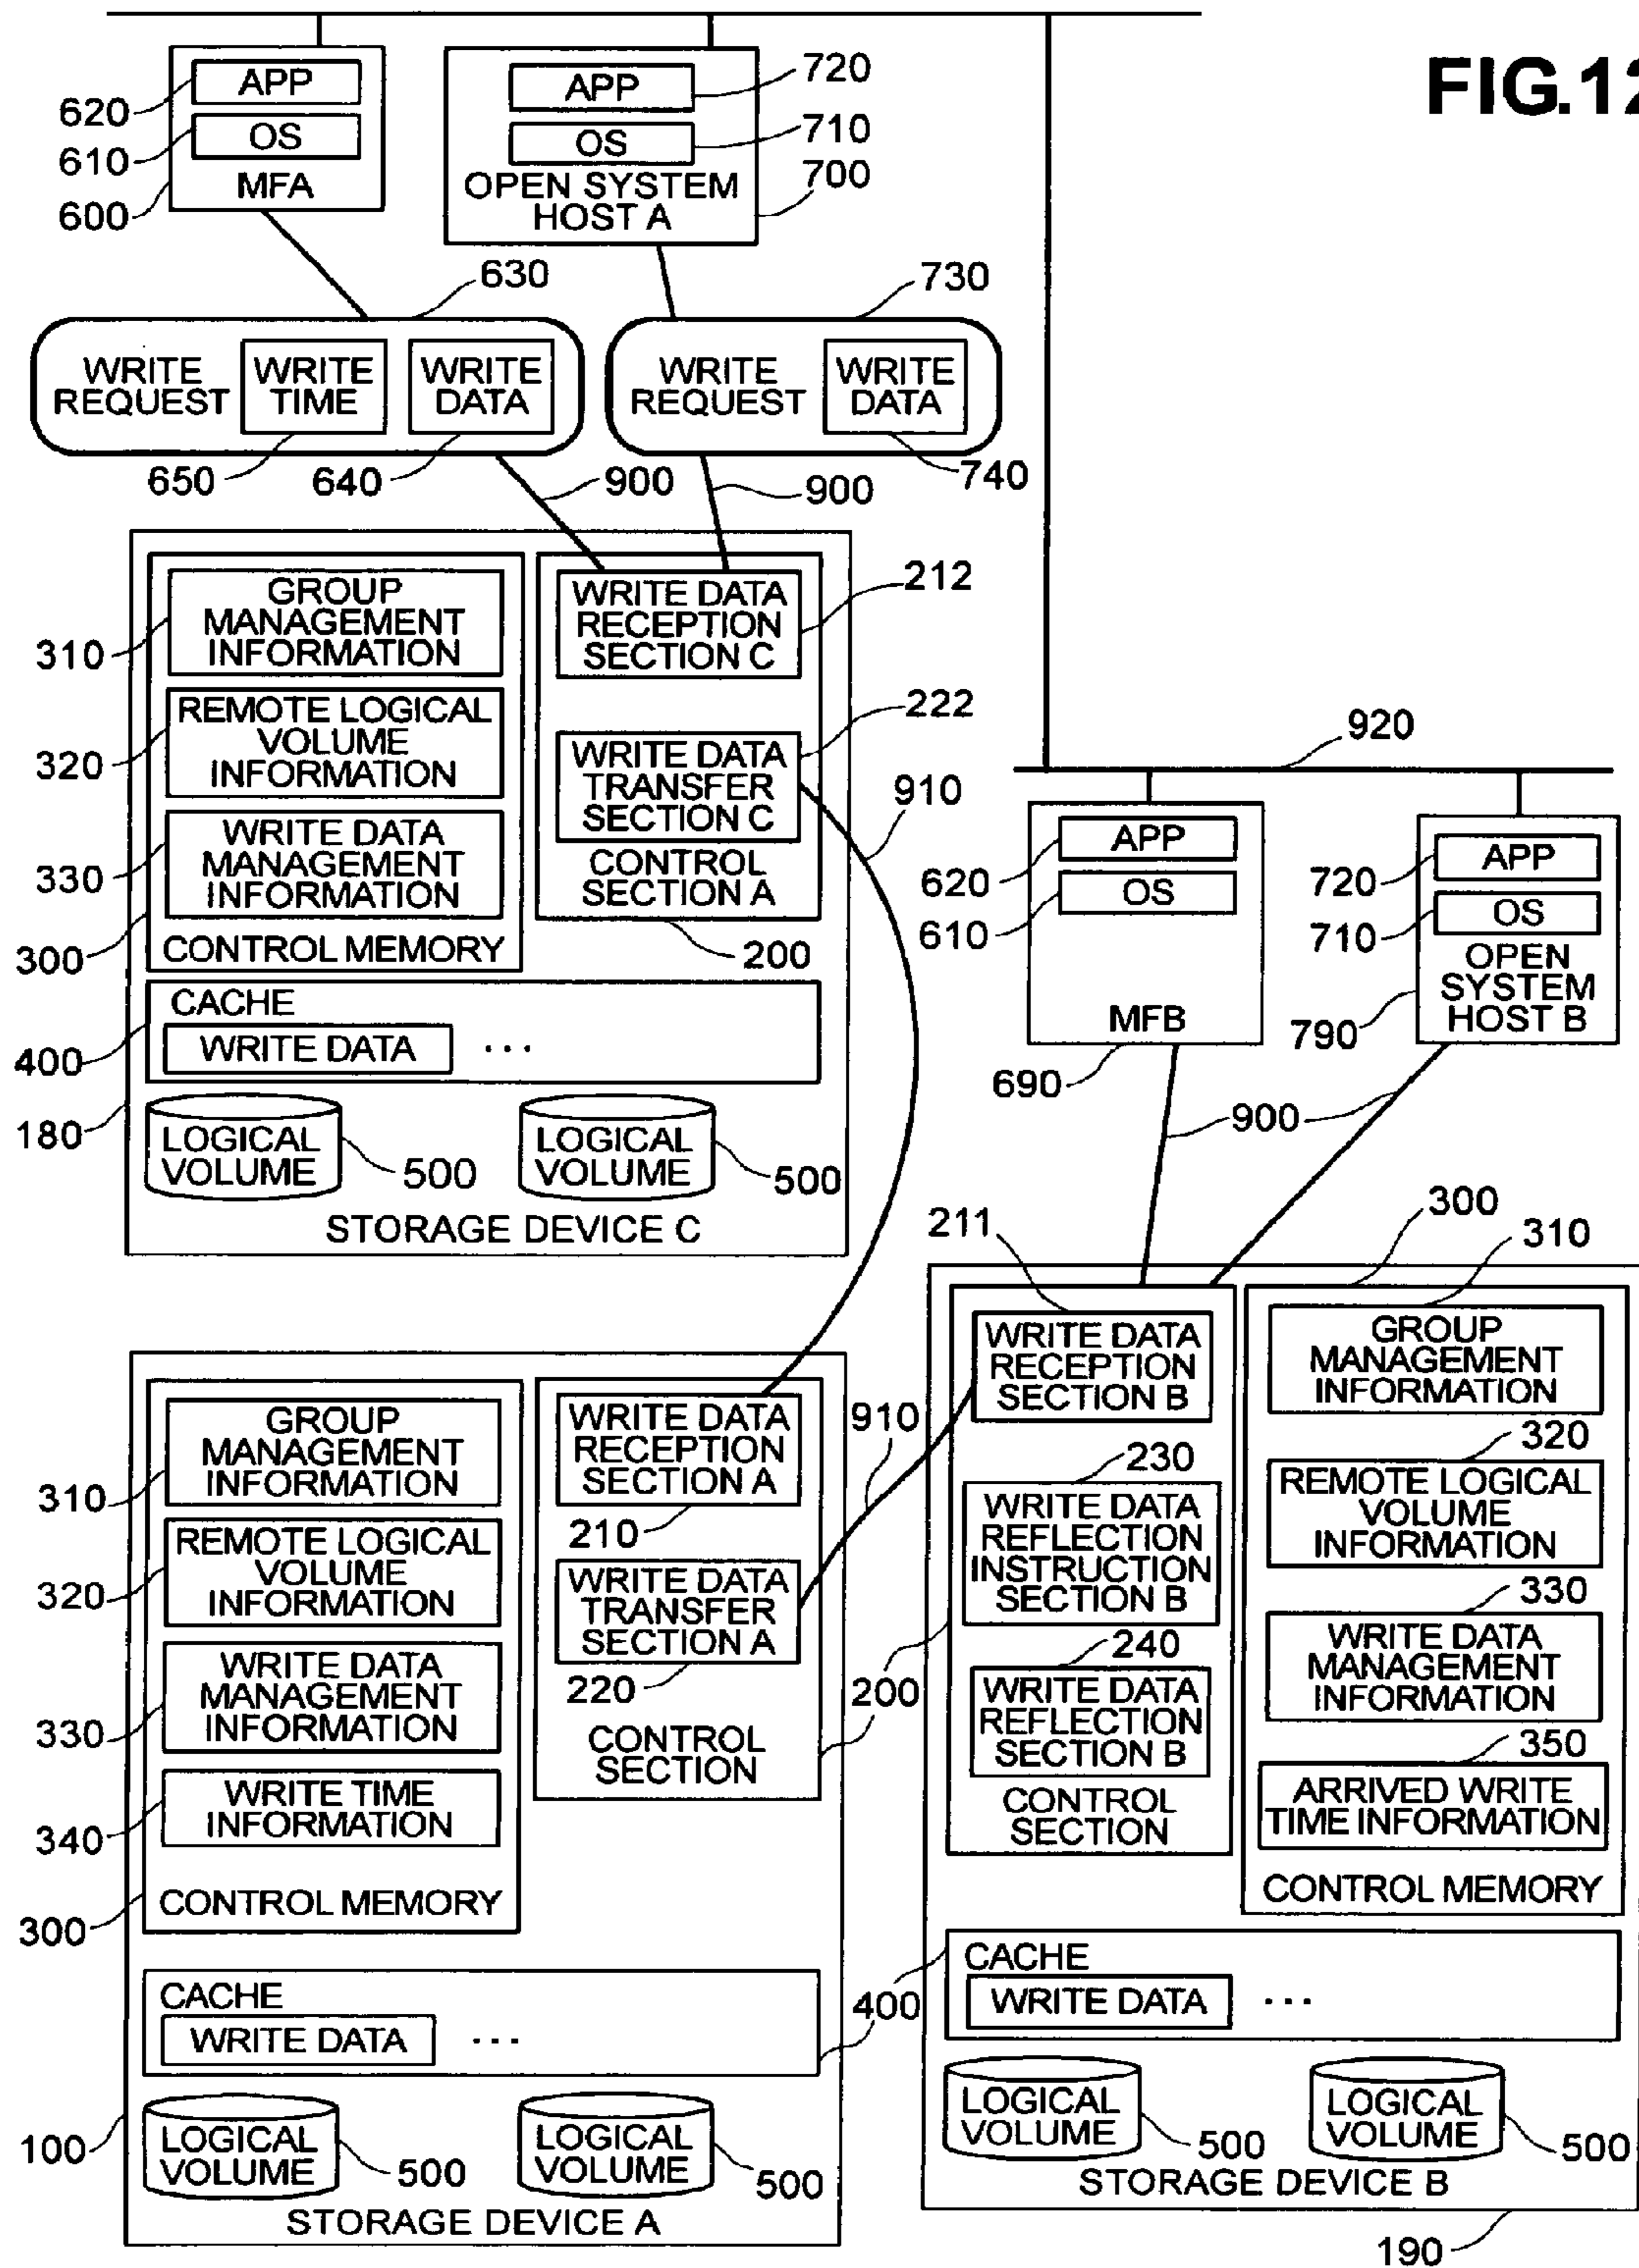 FIG.12
APP
620
OS
610
MFA
600
APP
720
OS
710
OPEN SYSTEM
HOST A
700
630
WRITE
REQUEST
WRITE
TIME
WRITE
DATA
650
640
900
730
WRITE
REQUEST
WRITE
DATA
740
900
GROUP
MANAGEMENT
INFORMATION
310
REMOTE LOGICAL
VOLUME
INFORMATION
320
WRITE DATA
MANAGEMENT
INFORMATION
330
CONTROL MEMORY
300
WRITE DATA
RECEPTION
SECTION C
212
WRITE DATA
TRANSFER
SECTION C
222
CONTROL
SECTION A
200
910
CACHE
WRITE DATA
...
400
180
LOGICAL
VOLUME
500
LOGICAL
VOLUME
500
STORAGE DEVICE C
920
APP
620
OS
610
MFB
690
APP
720
OS
710
OPEN
SYSTEM
HOST B
790
900
GROUP
MANAGEMENT
INFORMATION
310
REMOTE LOGICAL
VOLUME
INFORMATION
320
WRITE DATA
MANAGEMENT
INFORMATION
330
WRITE TIME
INFORMATION
340
CONTROL MEMORY
300
WRITE DATA
RECEPTION
SECTION A
210
WRITE DATA
TRANSFER
SECTION A
220
CONTROL
SECTION
200
910
CACHE
WRITE DATA
...
400
100
LOGICAL
VOLUME
500
LOGICAL
VOLUME
500
STORAGE DEVICE A
211
WRITE DATA
RECEPTION
SECTION B
230
WRITE DATA
REFLECTION
INSTRUCTION
SECTION B
240
WRITE DATA
REFLECTION
SECTION B
CONTROL
SECTION
300
310
GROUP
MANAGEMENT
INFORMATION
320
REMOTE LOGICAL
VOLUME
INFORMATION
330
WRITE DATA
MANAGEMENT
INFORMATION
350
ARRIVED WRITE
TIME INFORMATION
CONTROL MEMORY
CACHE
WRITE DATA
...
LOGICAL
VOLUME
500
LOGICAL
VOLUME
500
STORAGE DEVICE B
190